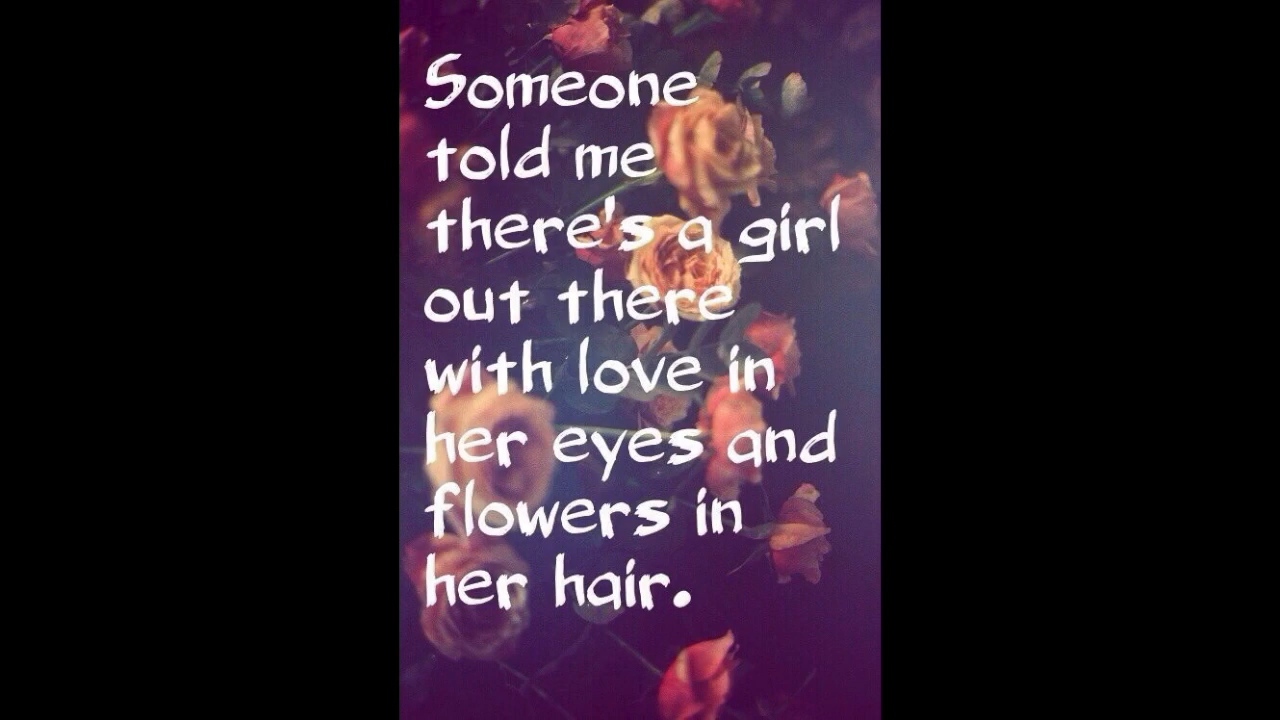 Someone
told me
there's a girl
out there
with love in
her eyes and
flowers in
her hair.